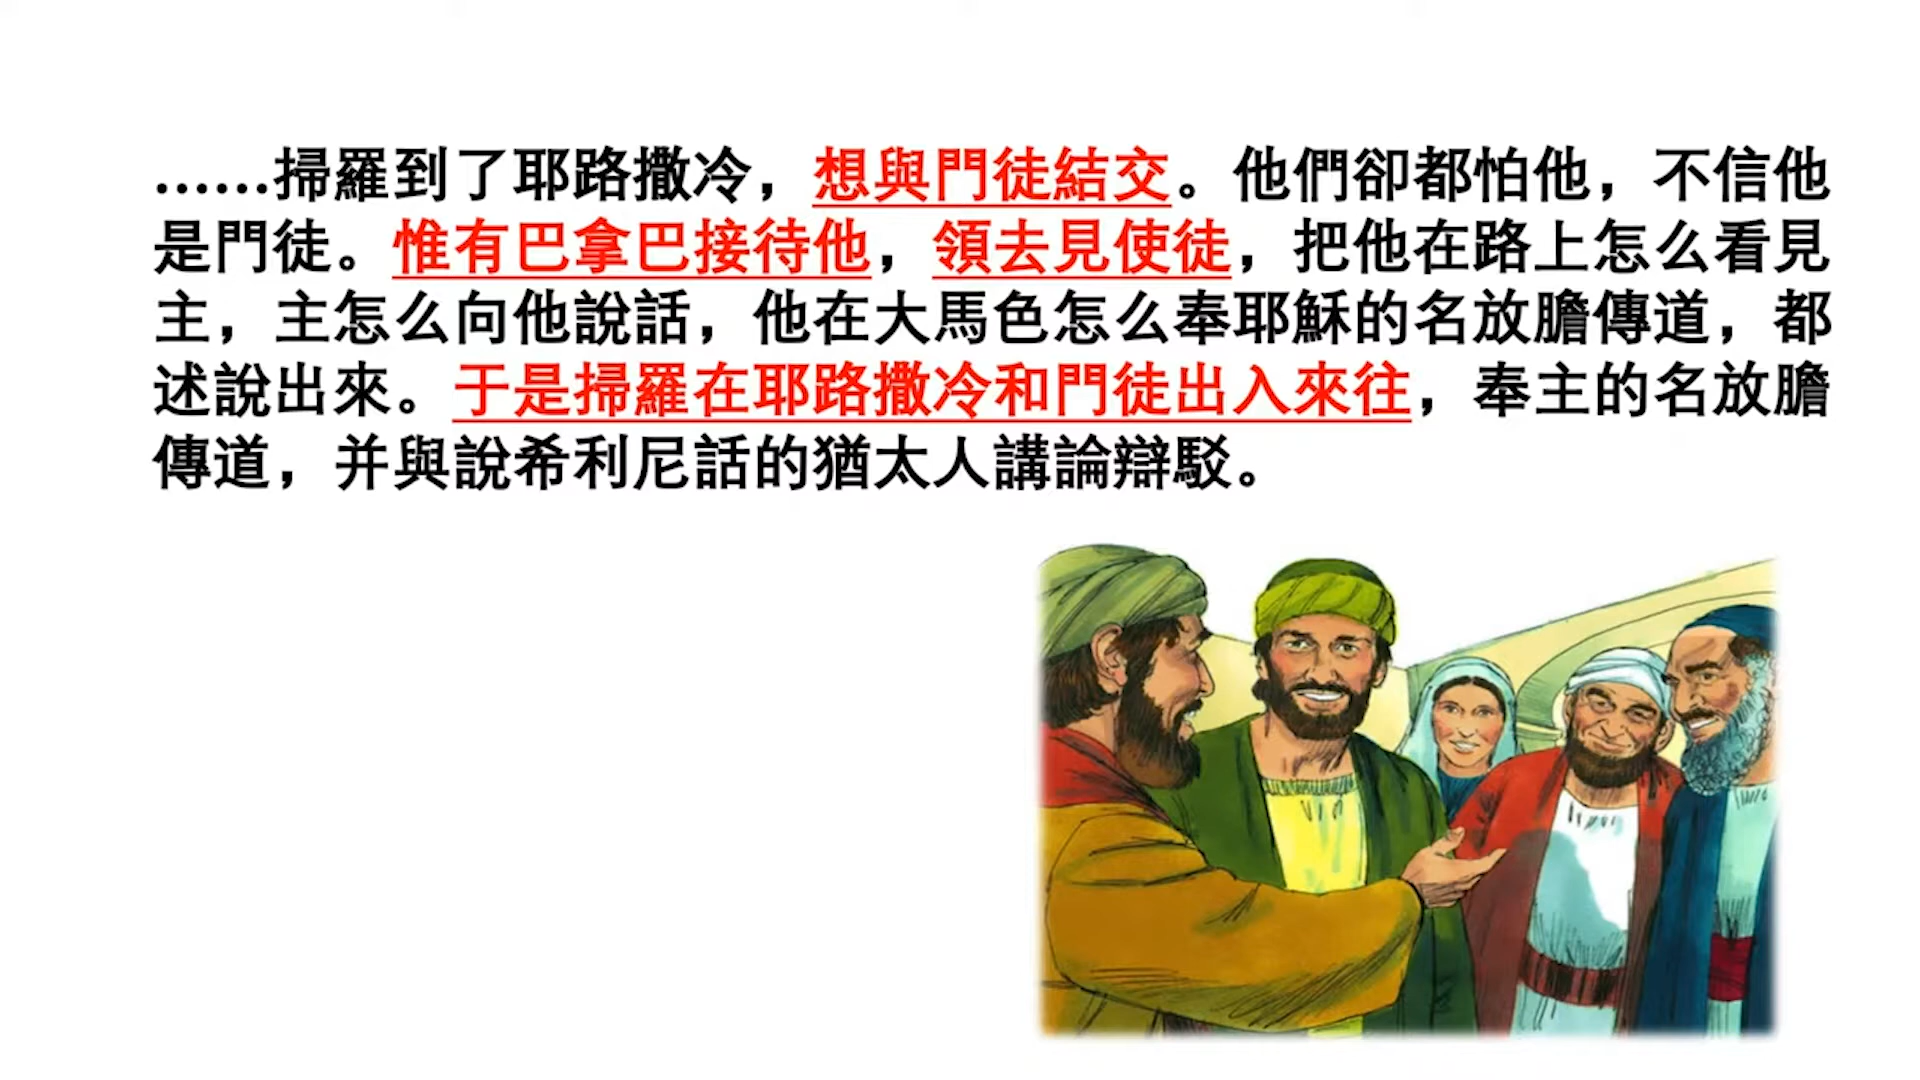 ……掃羅到了耶路撒冷，想與門徒結交。他們卻都怕他，不信他
是門徒。惟有巴拿巴接待他，領去見使徒，把他在路上怎么看見
主，主怎么向他說話，他在大馬色怎么奉耶穌的名放膽傳道，都
述說出來。于是掃羅在耶路撒冷和門徒出入來往，奉主的名放膽
傳道，并與說希利尼話的猶太人講論辯駁。